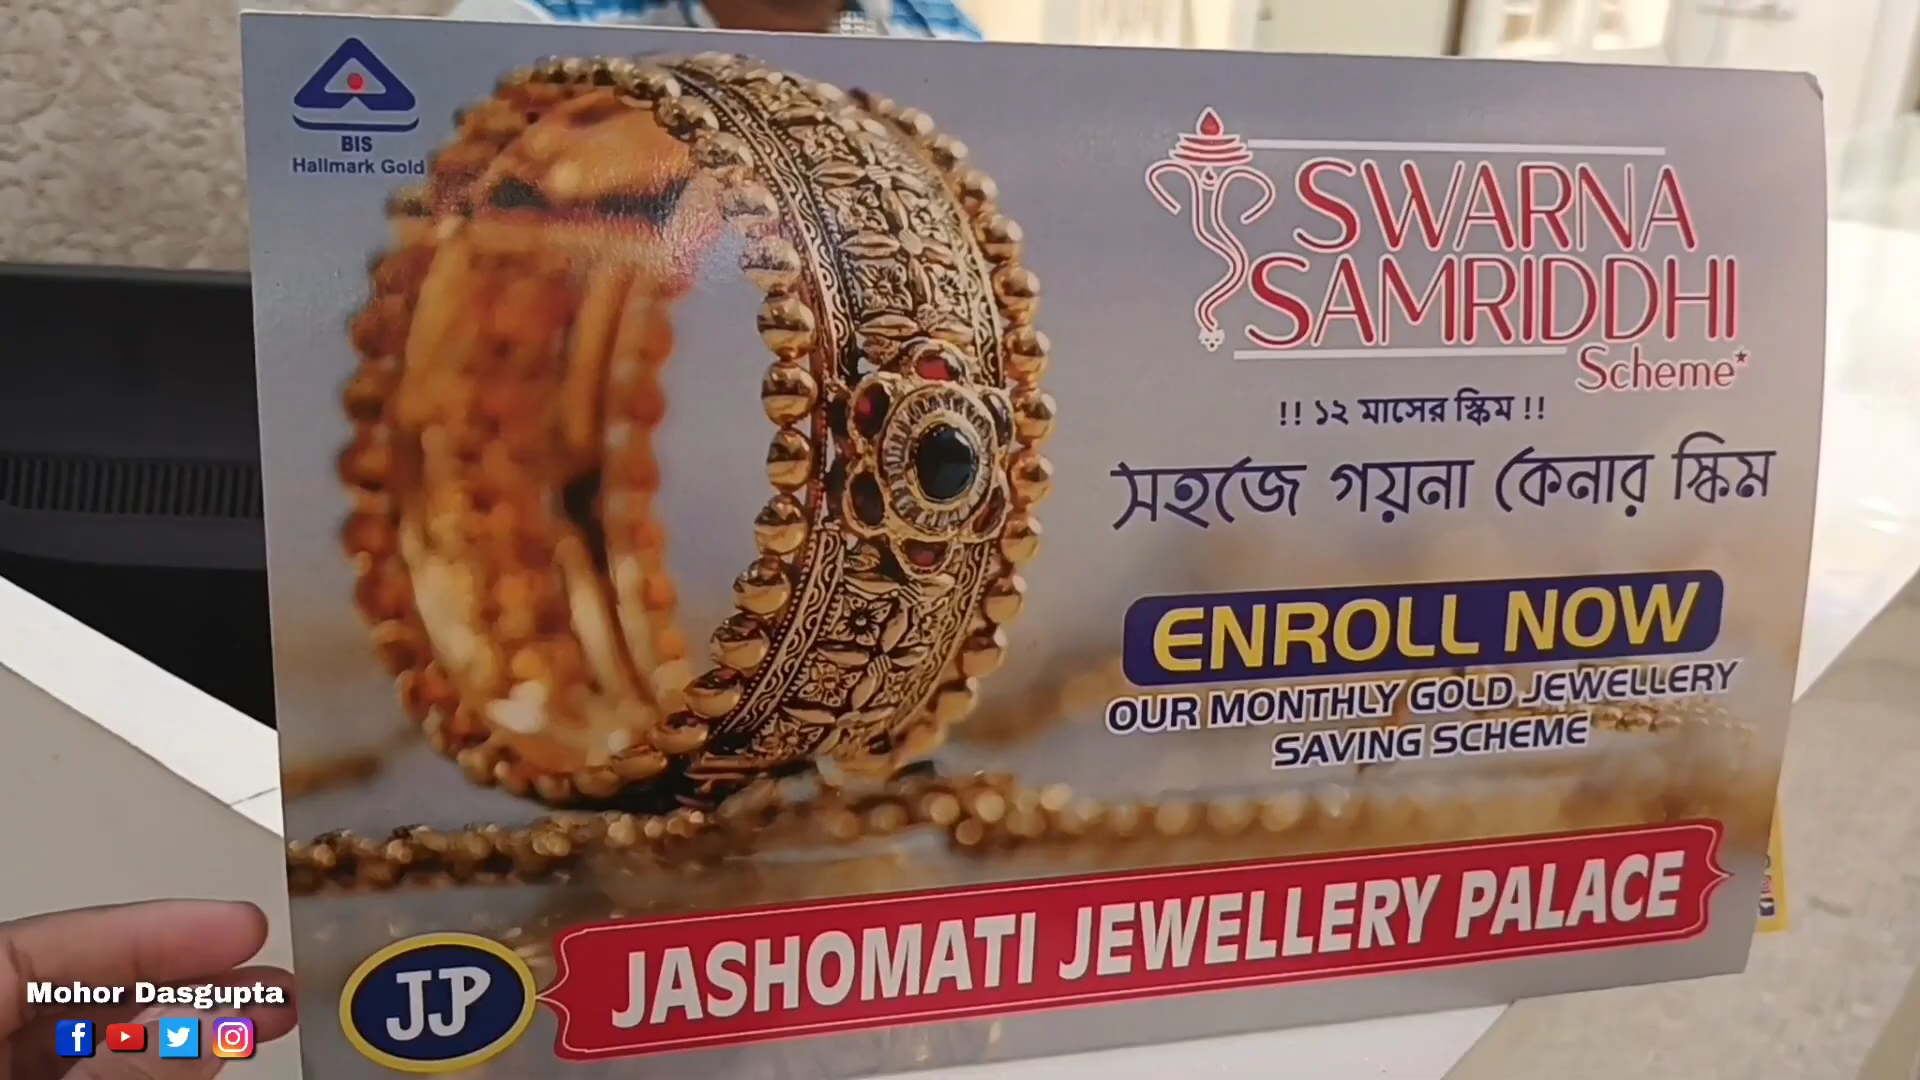 BIS
Hallmark Gold
SWARNA
SAMRIDDHI
Scheme*
!! ১২ মাসের স্কিম !!
সহজে গয়না কেনার স্কিম
ENROLL NOW
OUR MONTHLY GOLD JEWELLERY
SAVING SCHEME
JJP
JASHOMATI JEWELLERY PALACE
Mohor Dasgupta